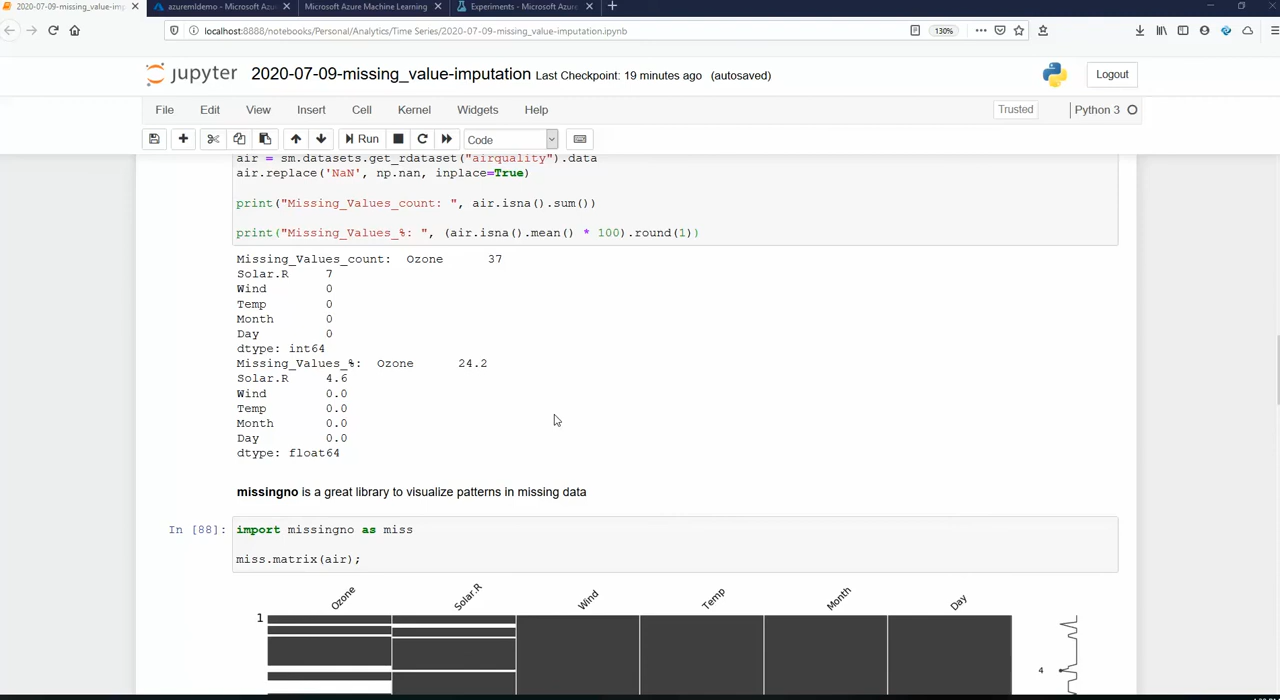 2020-07-09-missing_value-imp
azuremldemo - Microsoft Azu
Microsoft Azure Machine Learning
Experiments - Microsoft Azure
localhost:8888/notebooks/Personal/Analytics/Time Series/2020-07-09-missing_value-imputation.ipynb
130%
jupyter 2020-07-09-missing_value-imputation Last Checkpoint: 19 minutes ago (autosaved)
Logout
File Edit View Insert Cell Kernel Widgets Help
Trusted
Python 3
Run
Code
air = sm.datasets.get_rdataset("airquality").data
air.replace('NaN', np.nan, inplace=True)
print("Missing_Values_count: ", air.isna().sum())
print("Missing_Values_%: ", (air.isna().mean() * 100).round(1))
Missing_Values_count: Ozone 37
Solar.R 7
Wind 0
Temp 0
Month 0
Day 0
dtype: int64
Missing_Values_%: Ozone 24.2
Solar.R 4.6
Wind 0.0
Temp 0.0
Month 0.0
Day 0.0
dtype: float64
missingno is a great library to visualize patterns in missing data
In [88]:
import missingno as miss
miss.matrix(air);
Ozone Solar.R Wind Temp Month Day
1
4